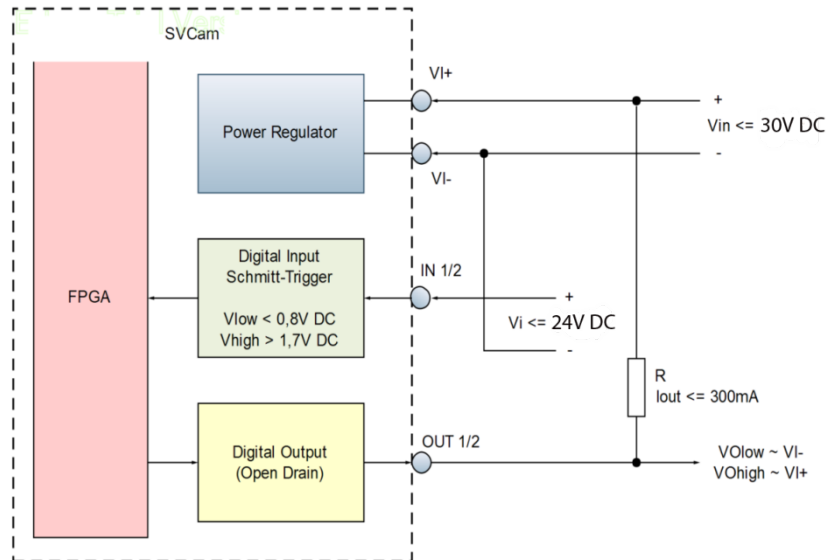 SVCam
VI+
+
Power Regulator
Vin <= 30V DC
-
VI-
Digital Input
Schmitt-Trigger
IN 1/2
FPGA
+
Vlow < 0,8V DC
Vi <= 24V DC
Vhigh > 1,7V DC
-
R
Iout <= 300mA
OUT 1/2
Digital Output
(Open Drain)
VOlow ~ VI-
VOhigh ~ VI+